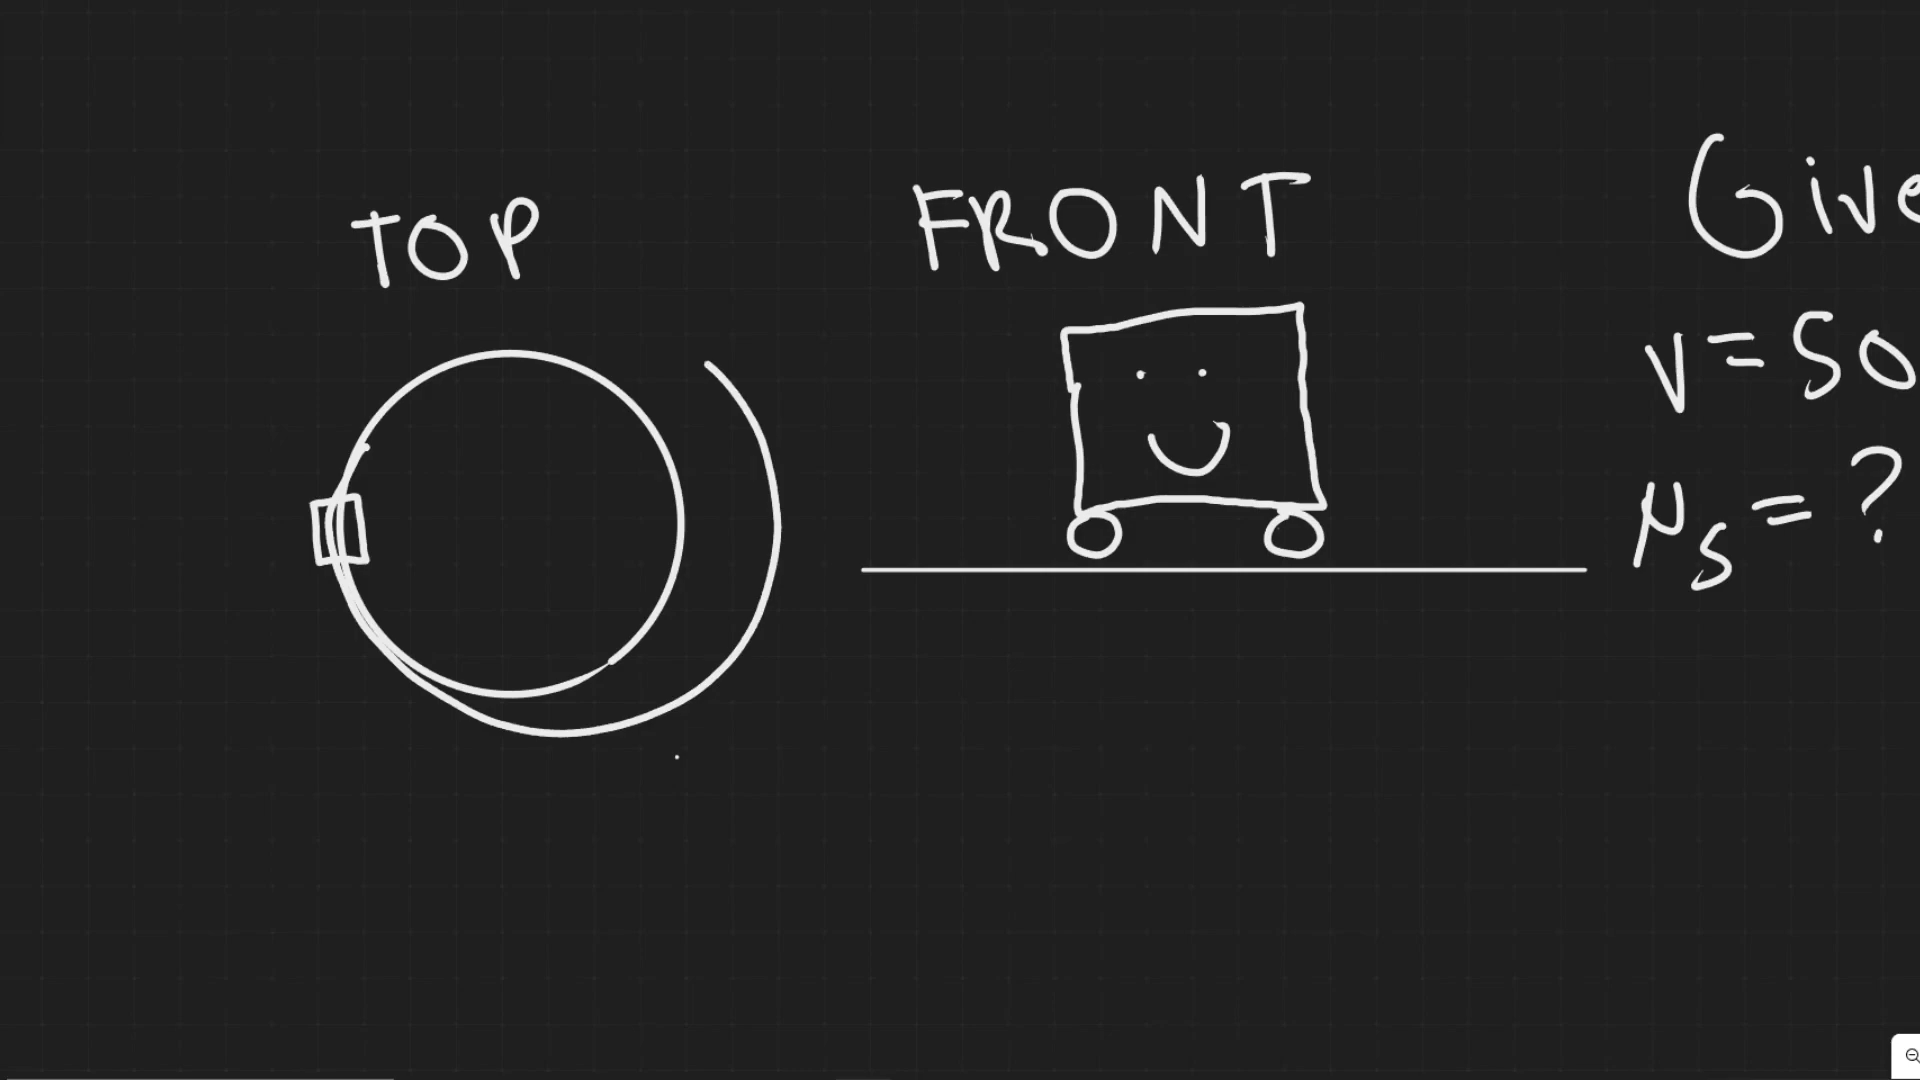 TOP
FRONT
Give
v = 50
μs = ?